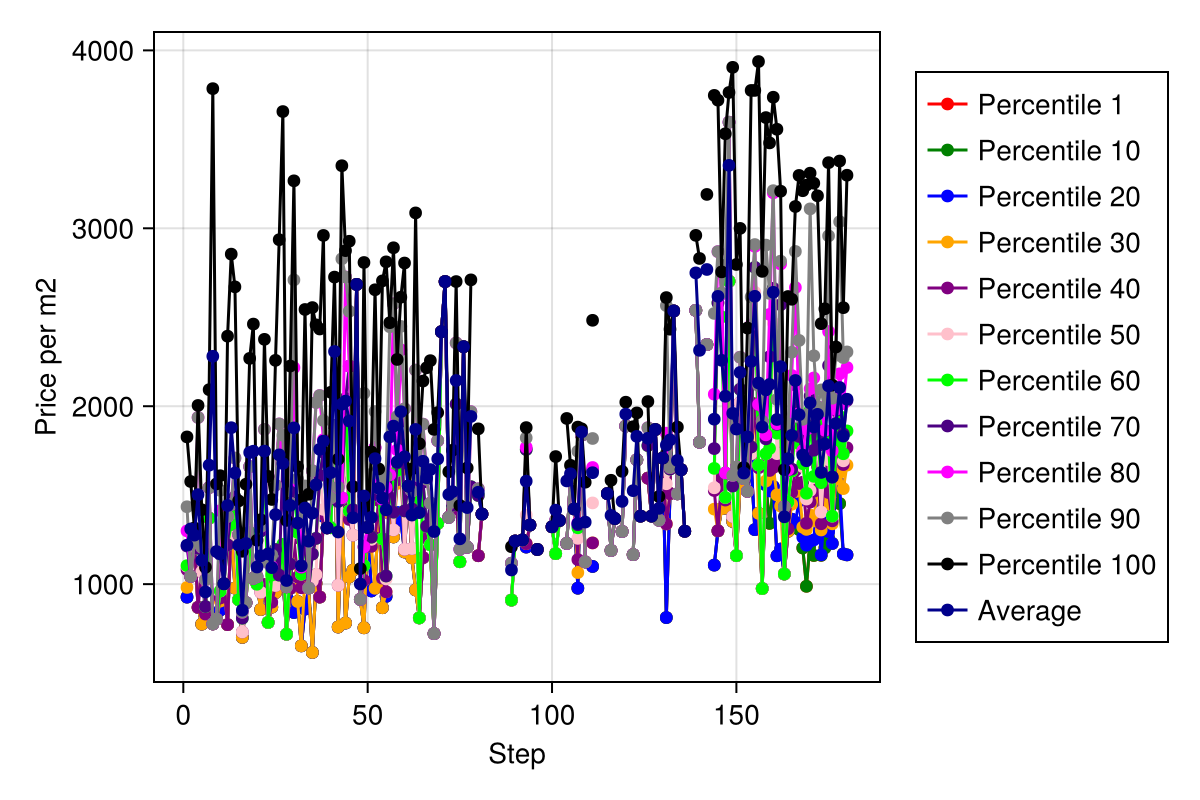 4000
3000
2000
1000
0
50
100
150
Price per m2
Step
Percentile 1
Percentile 10
Percentile 20
Percentile 30
Percentile 40
Percentile 50
Percentile 60
Percentile 70
Percentile 80
Percentile 90
Percentile 100
Average